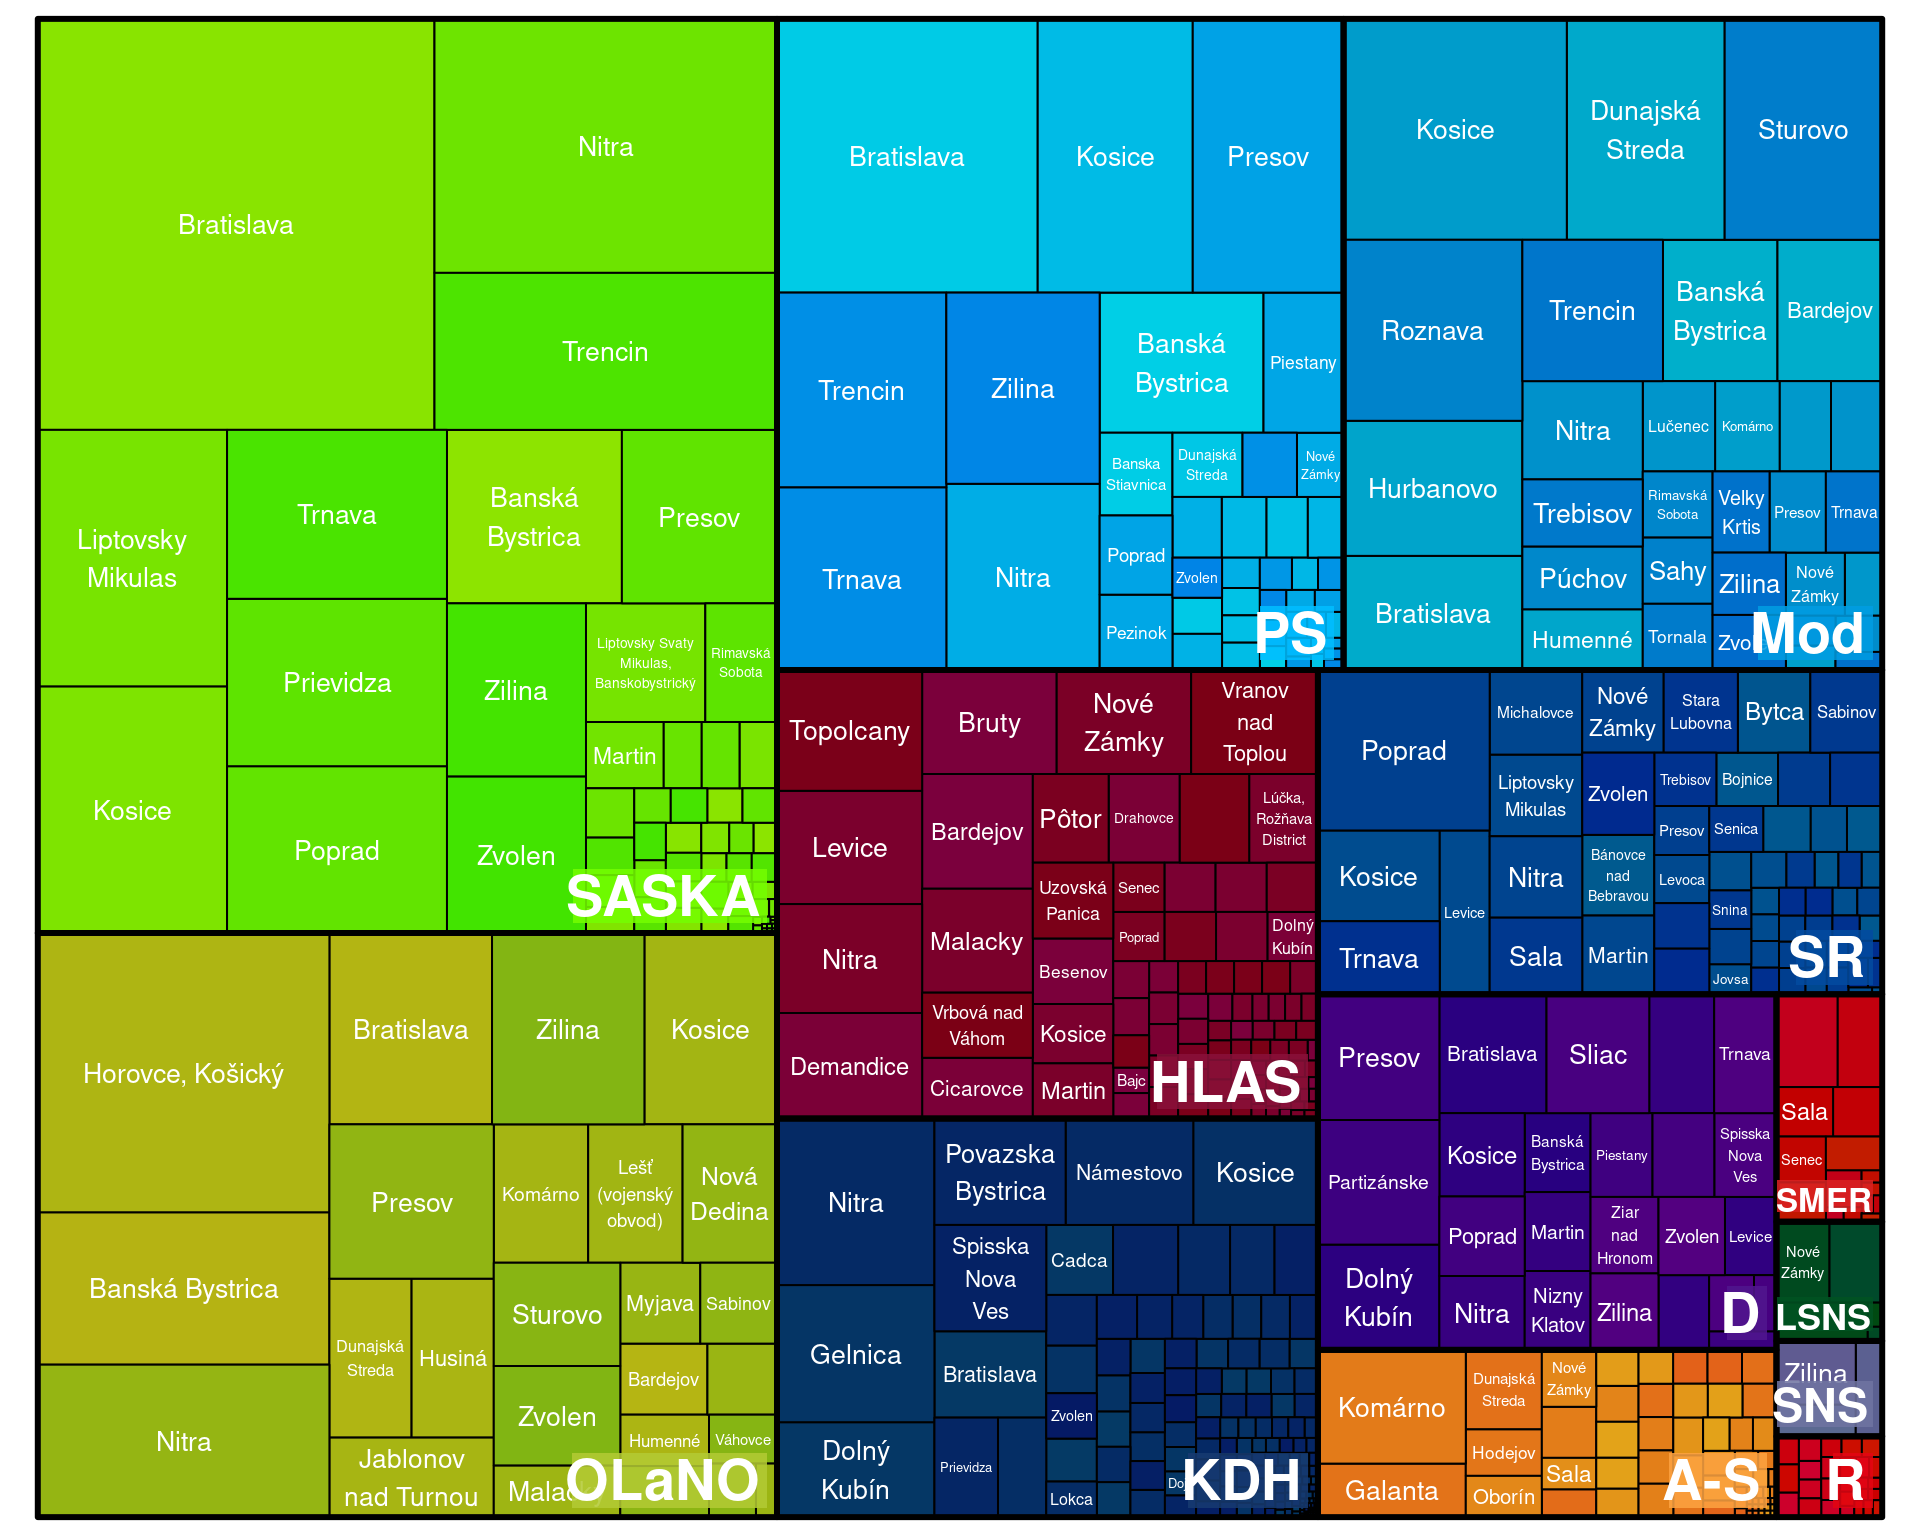 Bratislava
Nitra
Trencin
Liptovsky
Mikulas
Trnava
Banská
Bystrica
Presov
Prievidza
Zilina
Liptovsky Svaty
Mikulas,
Banskobystrický
Rimavská
Sobota
Kosice
Poprad
Martin
Zvolen
SASKA
Bratislava
Kosice
Presov
Trencin
Zilina
Banská
Bystrica
Piestany
Banska
Stiavnica
Dunajská
Streda
Nové
Zámky
Trnava
Nitra
Poprad
Zvolen
Pezinok
PS
Kosice
Dunajská
Streda
Sturovo
Roznava
Trencin
Banská
Bystrica
Bardejov
Nitra
Lučenec
Komárno
Hurbanovo
Trebisov
Rimavská
Sobota
Velky
Krtis
Presov
Trnava
Bratislava
Púchov
Sahy
Zilina
Nové
Zámky
Humenné
Tornala
Zvo
Mod
Topolcany
Bruty
Nové
Zámky
Vranov
nad
Toplou
Levice
Bardejov
Pôtor
Drahovce
Lúčka,
Rožňava
District
Nitra
Malacky
Uzovská
Panica
Senec
Poprad
Dolný
Kubín
Besenov
Vrbová nad
Váhom
Kosice
Demandice
Cicarovce
Martin
Bajc
HLAS
Poprad
Michalovce
Nové
Zámky
Stara
Lubovna
Bytca
Sabinov
Liptovsky
Mikulas
Zvolen
Trebisov
Bojnice
Kosice
Levice
Nitra
Bánovce
nad
Bebravou
Presov
Senica
Levoca
Snina
Trnava
Sala
Martin
Jovsa
SR
Horovce, Košický
Bratislava
Zilina
Kosice
Presov
Komárno
Lešť
(vojenský
obvod)
Nová
Dedina
Banská Bystrica
Dunajská
Streda
Husiná
Sturovo
Myjava
Sabinov
Bardejov
Nitra
Jablonov
nad Turnou
Zvolen
Humenné
Váhovce
Malac
OLaNO
Nitra
Povazska
Bystrica
Námestovo
Kosice
Gelnica
Spisska
Nova
Ves
Cadca
Bratislava
Zvolen
Dolný
Kubín
Prievidza
Lokca
Do
KDH
Presov
Bratislava
Sliac
Trnava
Partizánske
Kosice
Banská
Bystrica
Piestany
Spisska
Nova
Ves
Poprad
Martin
Ziar
nad
Hronom
Zvolen
Levice
Dolný
Kubín
Nitra
Nizny
Klatov
Zilina
D
Sala
Senec
SMER
Nové
Zámky
LSNS
Zilina
SNS
Komárno
Dunajská
Streda
Nové
Zámky
Hodejov
Galanta
Oborín
Sala
A-S
R